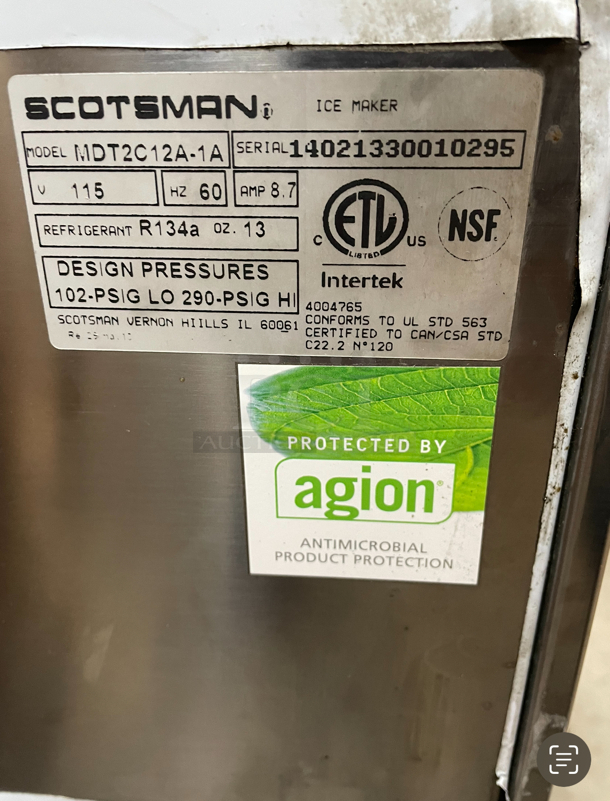 SCOTSMAN ICE MAKER
MODEL MDT2C12A-1A SERIAL 14021330010295
V 115 HZ 60 AMP 8.7
REFRIGERANT R134a OZ. 13
DESIGN PRESSURES
102-PSIG LO 290-PSIG HI
SCOTSMAN VERNON HIILLS IL 60061
C ETL US
LISTED
NSF
Intertek
4004765
CONFORMS TO UL STD 563
CERTIFIED TO CAN/CSA STD
C22.2 N°120
PROTECTED BY
agion®
ANTIMICROBIAL
PRODUCT PROTECTION